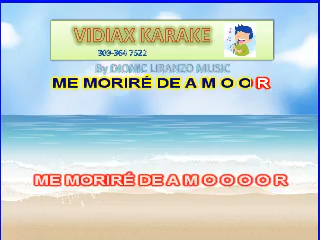 VIDIAX KARAKE
309-364 7522
By DIONIC LIRANZO MUSIC
ME MORIRÉ DE A M O O R
ME MORIRÉ DE A M O O O O R